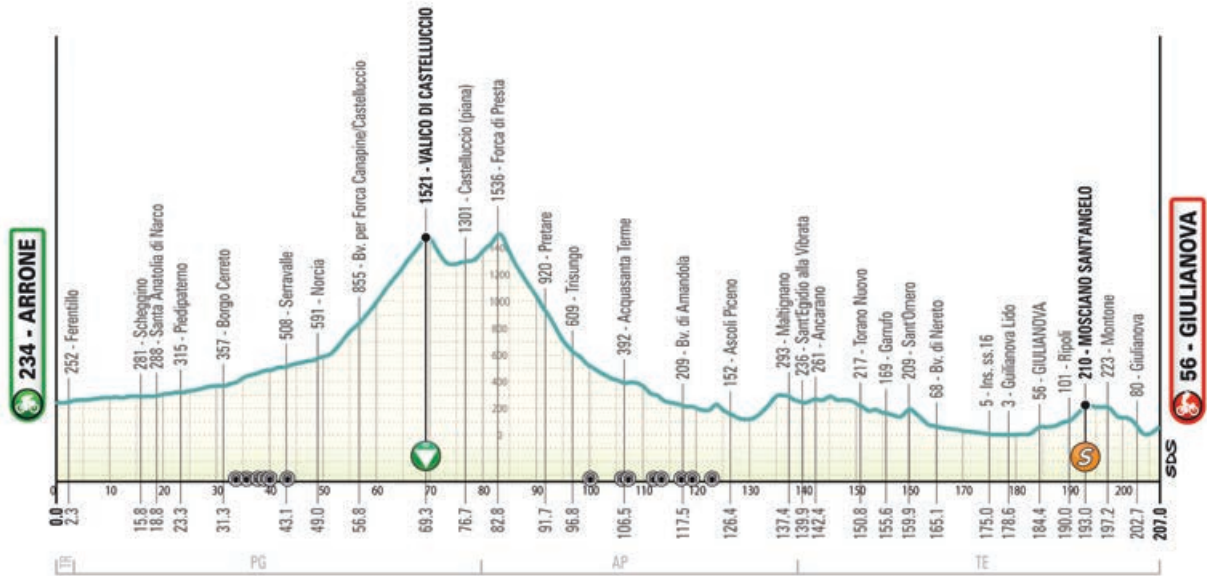 234 - ARRONE
252 - Ferentillo
281 - Scheggino
288 - Santa Anatolia di Narco
315 - Piedipaterno
357 - Borgo Cerreto
508 - Serravalle
591 - Norcia
855 - Bv. per Forca Canapine/Castelluccio
1521 - VALICO DI CASTELLUCCIO
1301 - Castelluccio (piana)
1536 - Forca di Presta
920 - Pretare
609 - Trisungo
392 - Acquasanta Terme
209 - Bv. di Amandola
152 - Ascoli Piceno
293 - Maltignano
236 - Sant'Egidio alla Vibrata
261 - Ancarano
217 - Torano Nuovo
169 - Garrufo
209 - Sant'Omero
68 - Bv. di Nereto
5 - Ins. ss.16
3 - Guilianova Lido
56 - GIULIANOVA
101 - Ripoli
210 - MOSCIANO SANT'ANGELO
223 - Montone
80 - Giulianova
56 - GIULIANOVA
1400
1200
1000
800
600
400
200
0
S
SDS
0 10 20 30 40 50 60 70 80 90 100 110 120 130 140 150 150 170 180 190 200
0.0 2.3 15.8 18.8 23.3 31.3 43.1 49.0 56.8 69.3 76.7 82.8 91.7 96.8 106.5 117.5 126.4 137.4 139.9 142.4 150.8 155.6 159.9 165.1 175.0 178.6 184.4 190.0 193.0 197.2 202.7 207.0
TR PG AP TE